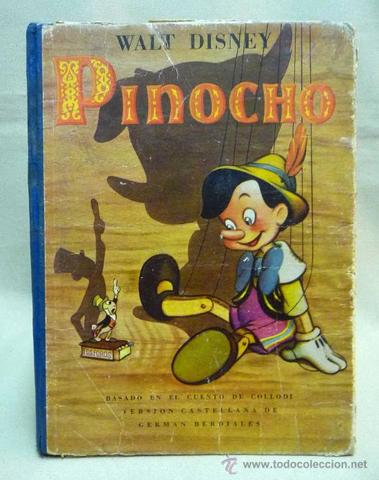 WALT DISNEY
PINOCHO
BASADO EN EL CUENTO DE COLLODI
VERSION CASTELLANA DE
GERMAN BERDIALES
© www.todocoleccion.net